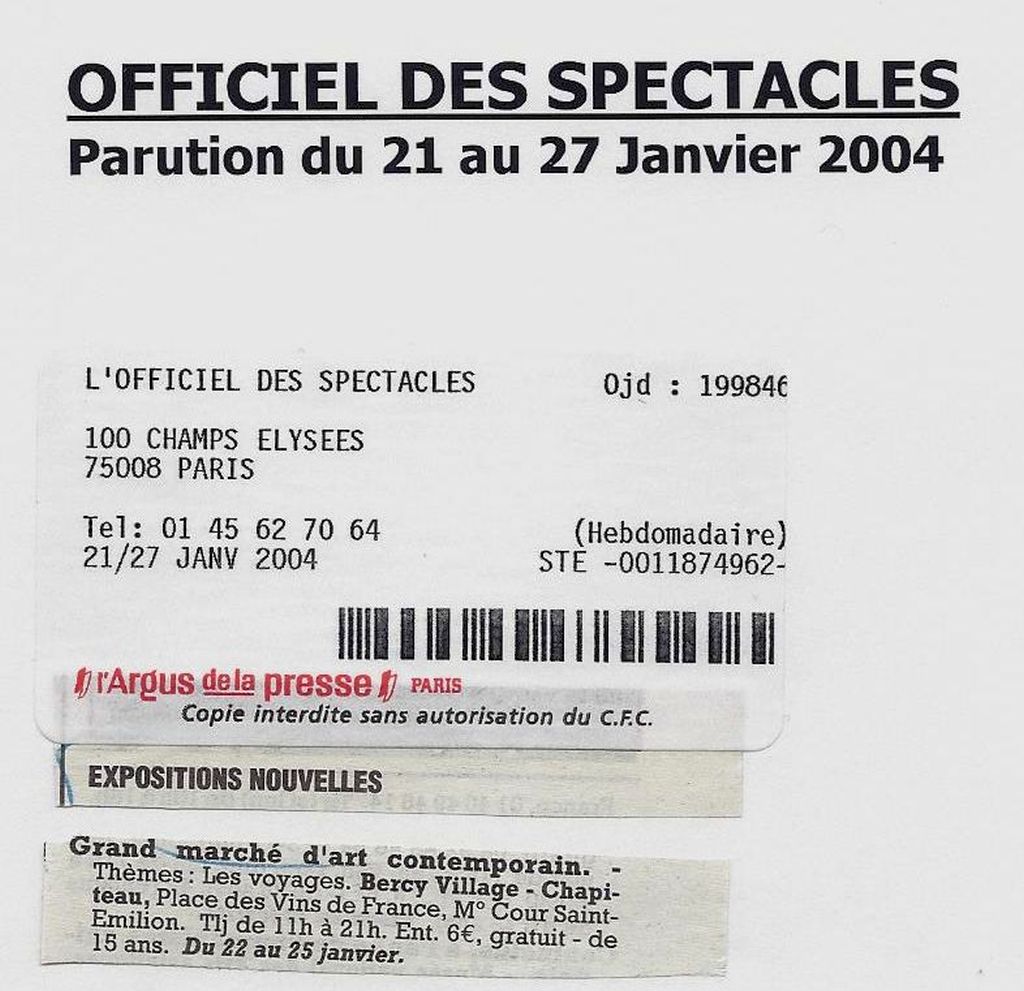 OFFICIEL DES SPECTACLES
Parution du 21 au 27 Janvier 2004
L'OFFICIEL DES SPECTACLES Ojd : 199846
100 CHAMPS ELYSEES
75008 PARIS
Tel: 01 45 62 70 64 (Hebdomadaire)
21/27 JANV 2004 STE -0011874962-
l'Argus de la presse PARIS
Copie interdite sans autorisation du C.F.C.
EXPOSITIONS NOUVELLES
Grand marché d'art contemporain. -
Thèmes : Les voyages. Bercy Village - Chapi-
teau, Place des Vins de France, M° Cour Saint-
Emilion. Tlj de 11h à 21h. Ent. 6€, gratuit - de
15 ans. Du 22 au 25 janvier.